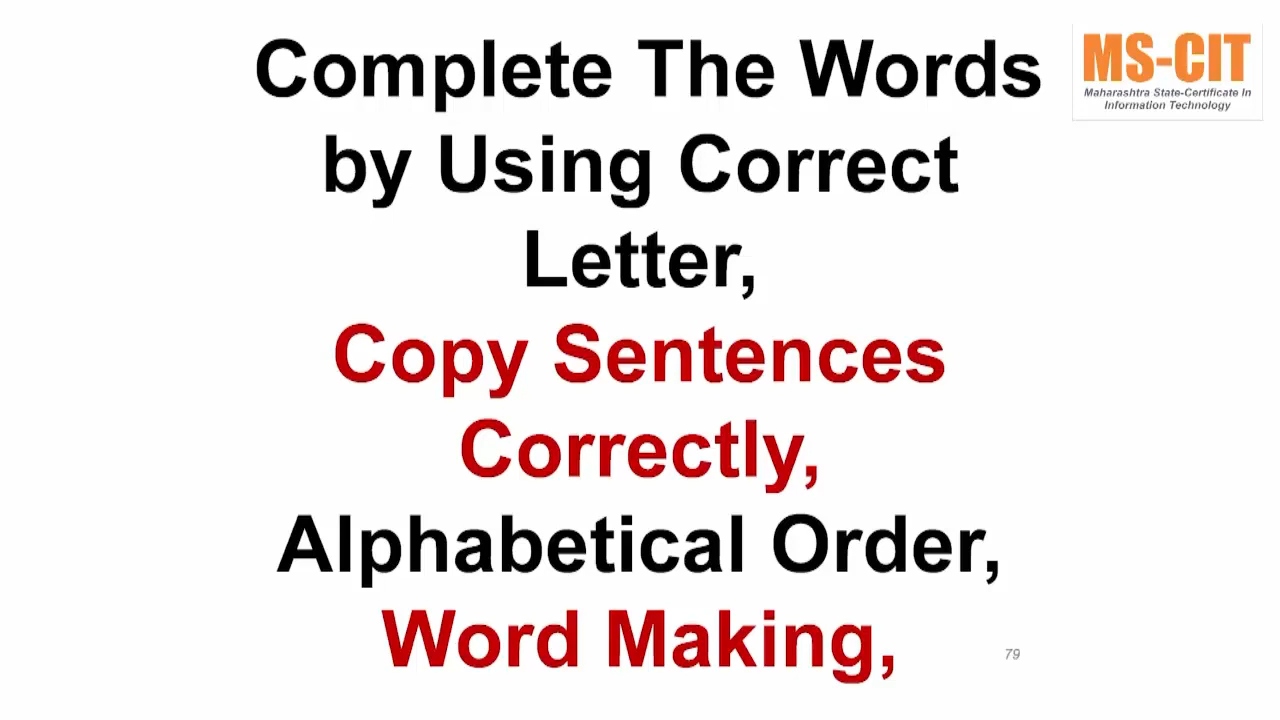 Complete The Words
by Using Correct
Letter,
Copy Sentences
Correctly,
Alphabetical Order,
Word Making,
MS-CIT
Maharashtra State-Certificate In
Information Technology
79